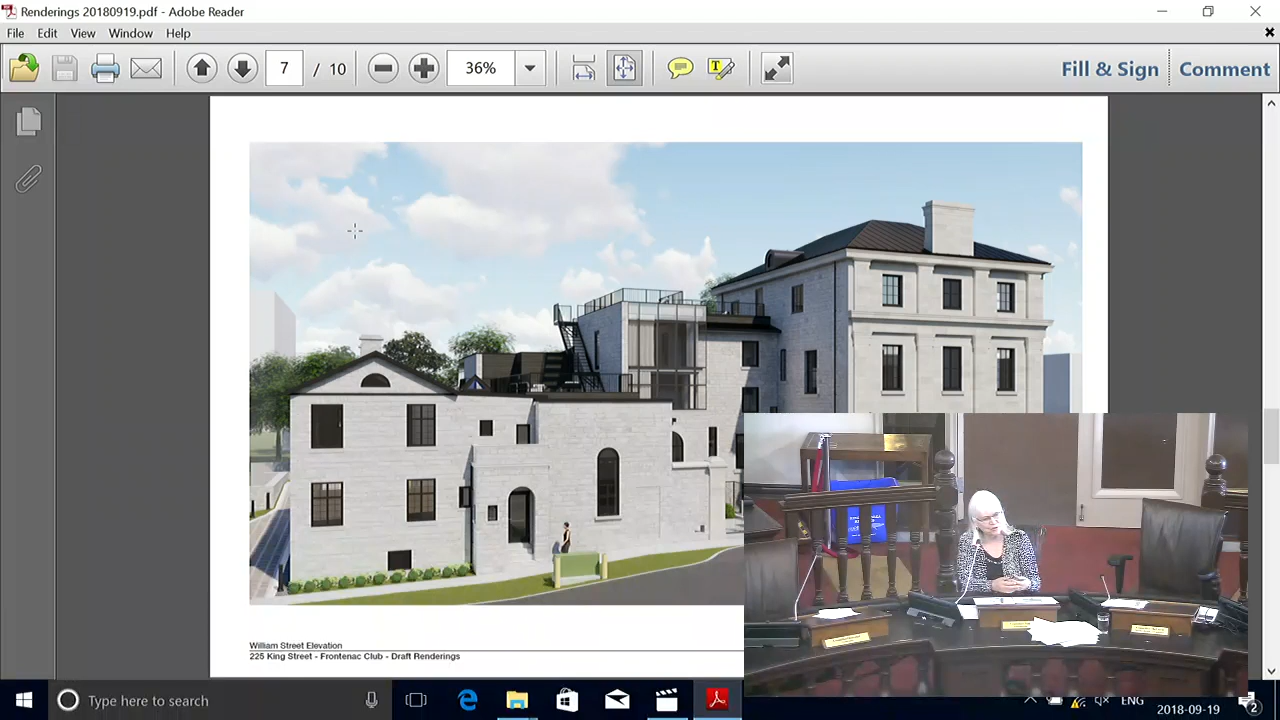 Renderings 20180919.pdf - Adobe Reader
File Edit View Window Help
7 / 10 36% Fill & Sign Comment
William Street Elevation
225 King Street - Frontenac Club - Draft Renderings
Type here to search
ENG
2018-09-19
2